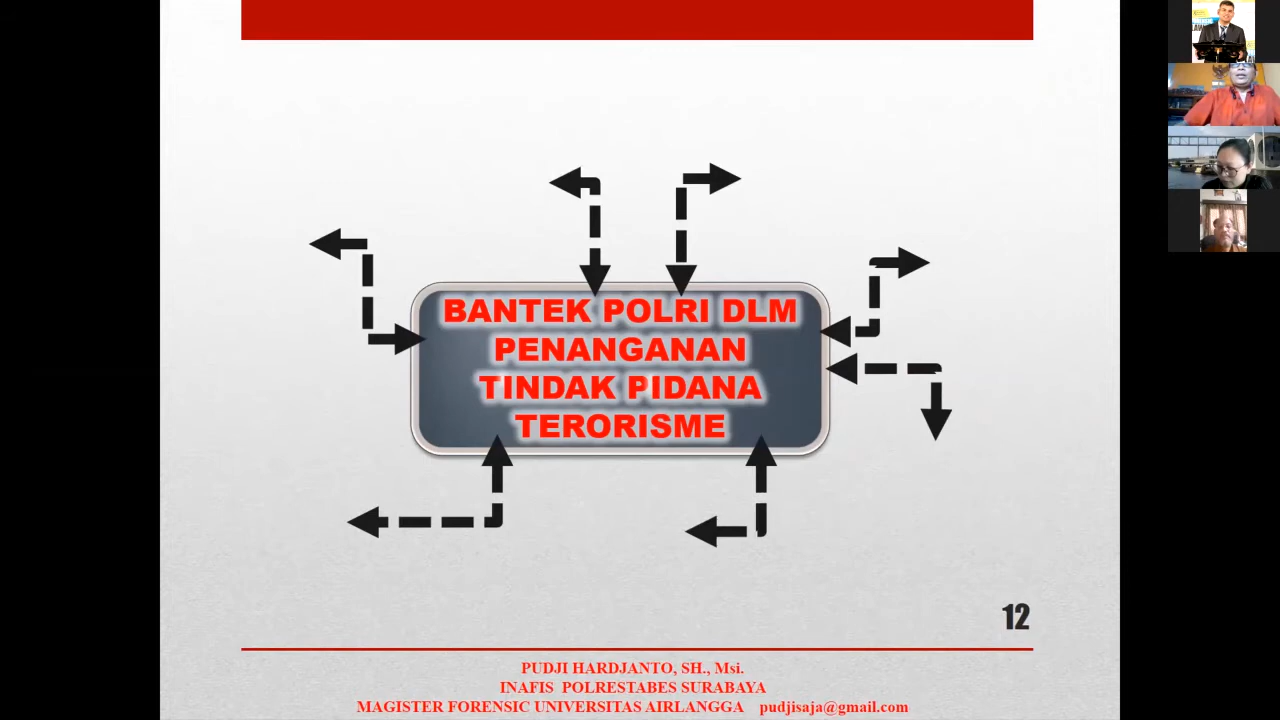 BANTEK POLRI DLM
PENANGANAN
TINDAK PIDANA
TERORISME
12
PUDJI HARDJANTO, SH., Msi.
INAFIS POLRESTABES SURABAYA
MAGISTER FORENSIC UNIVERSITAS AIRLANGGA pudjisaja@gmail.com